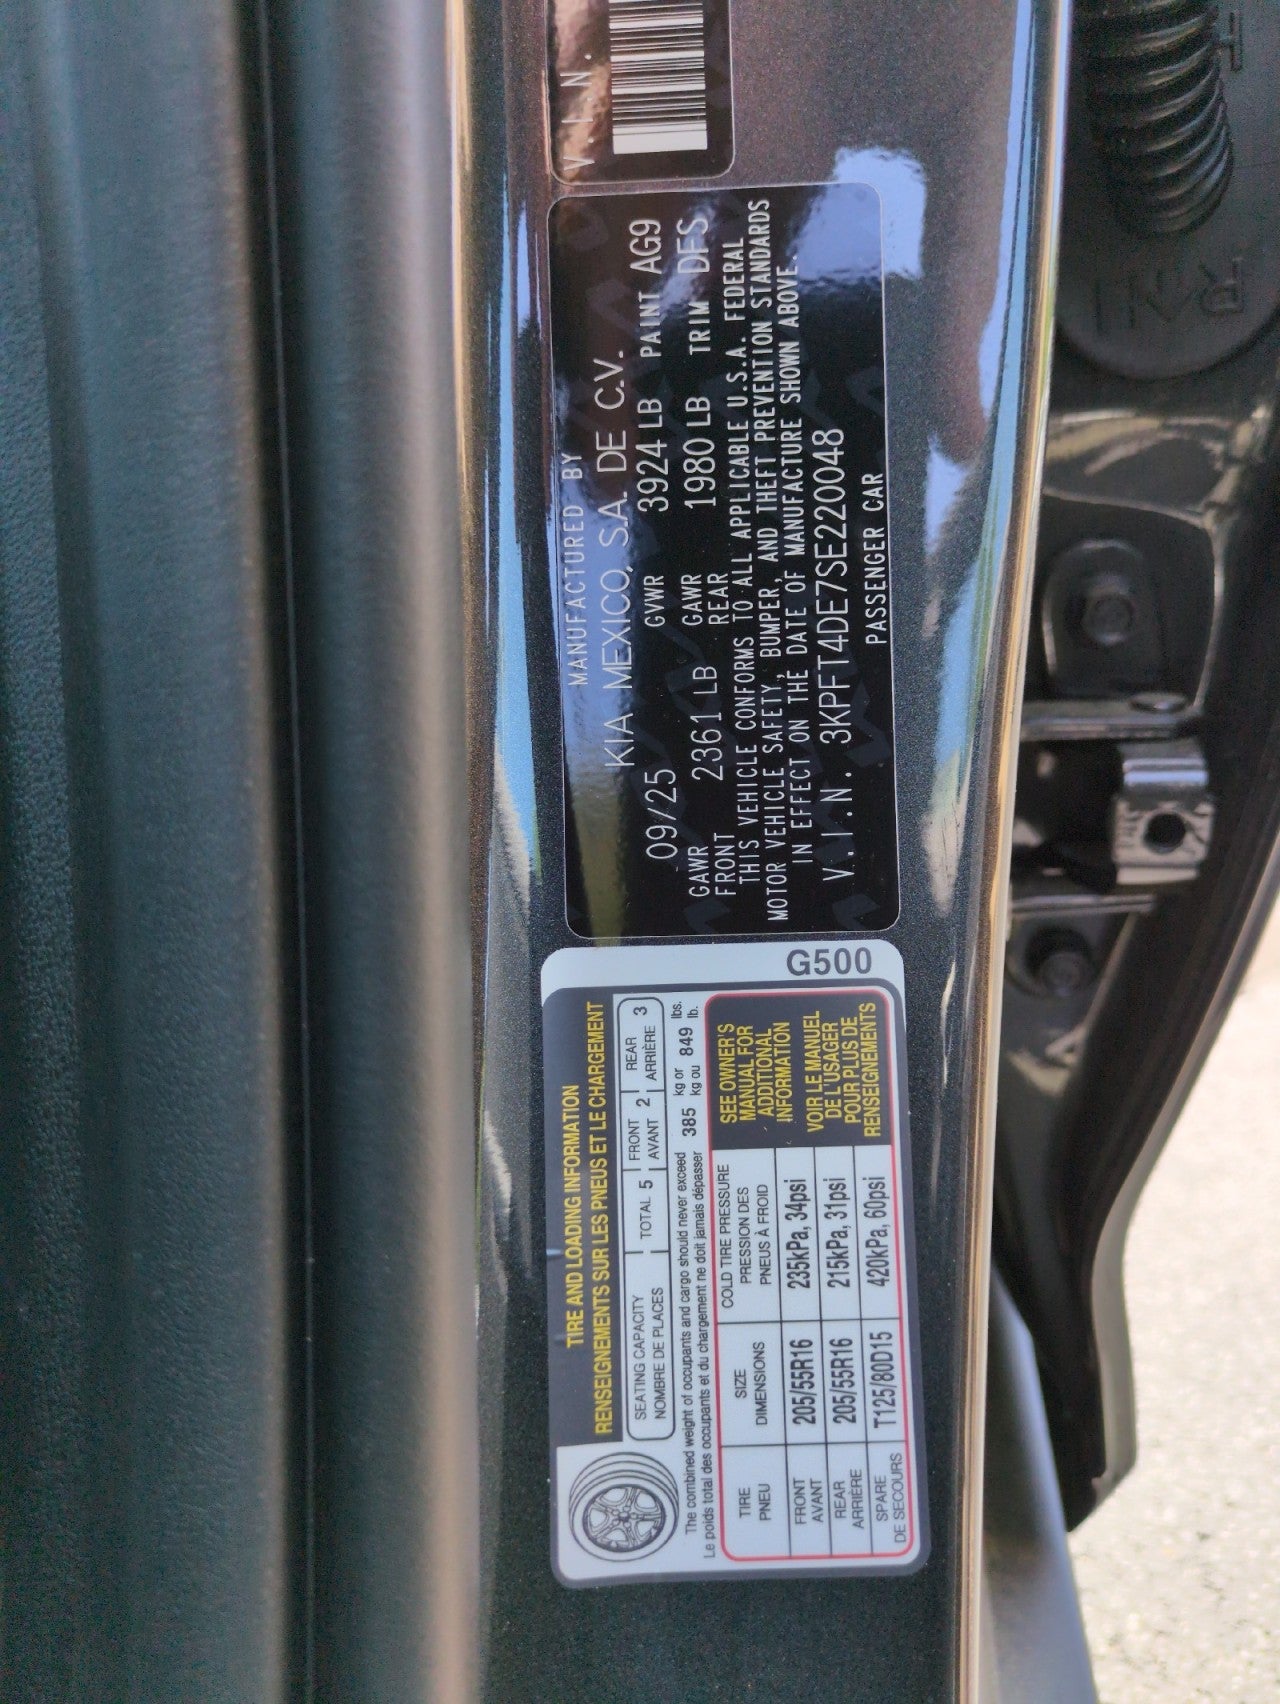 V.I.N.
MANUFACTURED BY
KIA MEXICO, S.A. DE C.V.
09/25 GVWR 3924 LB PAINT AG9
GAWR FRONT 2361 LB GAWR REAR 1980 LB TRIM DFS
THIS VEHICLE CONFORMS TO ALL APPLICABLE U.S.A. FEDERAL
MOTOR VEHICLE SAFETY, BUMPER, AND THEFT PREVENTION STANDARDS
IN EFFECT ON THE DATE OF MANUFACTURE SHOWN ABOVE.
V.I.N. 3KPFT4DE7SE220048
PASSENGER CAR
TIRE AND LOADING INFORMATION
RENSEIGNEMENTS SUR LES PNEUS ET LE CHARGEMENT
SEATING CAPACITY
NOMBRE DE PLACES
TOTAL 5
FRONT
AVANT 2
REAR
ARRIÈRE 3
The combined weight of occupants and cargo should never exceed 385 kg or 849 lbs.
Le poids total des occupants et du chargement ne doit jamais dépasser 385 kg ou 849 lb.
TIRE
PNEU
SIZE
DIMENSIONS
COLD TIRE PRESSURE
PRESSION DES
PNEUS À FROID
FRONT
AVANT
205/55R16
235kPa, 34psi
REAR
ARRIÈRE
205/55R16
215kPa, 31psi
SPARE
DE SECOURS
T125/80D15
420kPa, 60psi
SEE OWNER'S
MANUAL FOR
ADDITIONAL
INFORMATION
VOIR LE MANUEL
DE L'USAGER
POUR PLUS DE
RENSEIGNEMENTS
G500